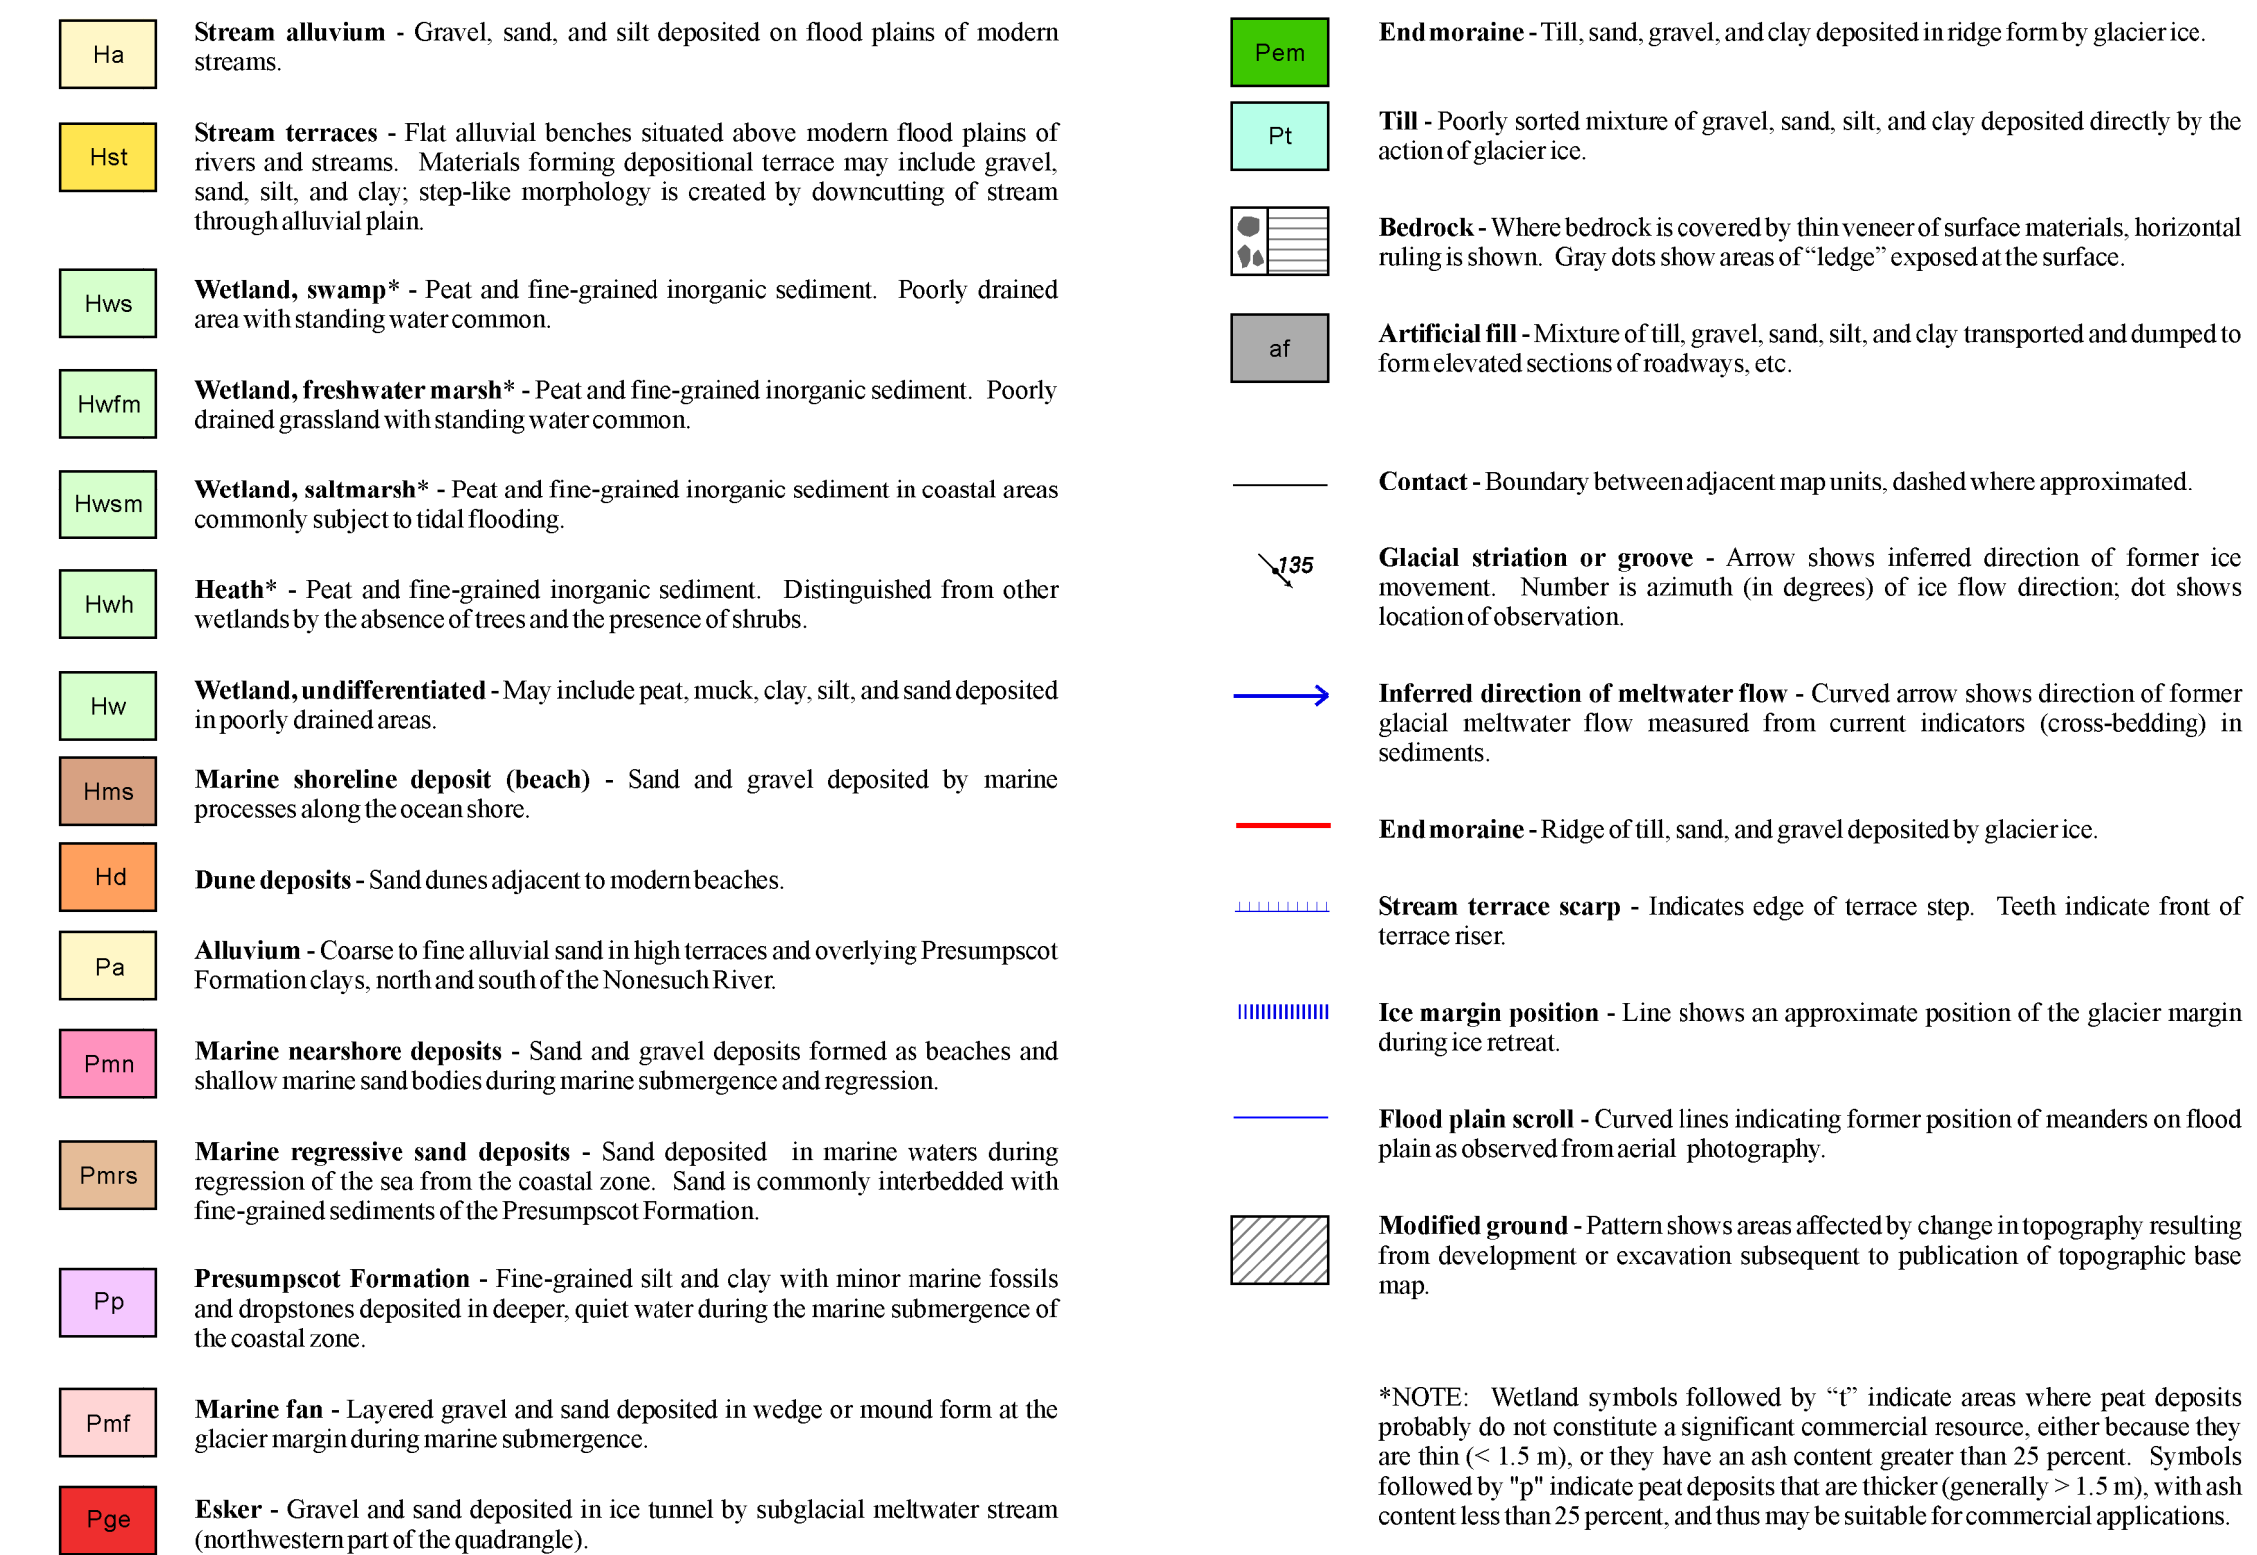 Ha
Stream alluvium - Gravel, sand, and silt deposited on flood plains of modern
streams.
Hst
Stream terraces - Flat alluvial benches situated above modern flood plains of
rivers and streams. Materials forming depositional terrace may include gravel,
sand, silt, and clay; step-like morphology is created by downcutting of stream
through alluvial plain.
Hws
Wetland, swamp* - Peat and fine-grained inorganic sediment. Poorly drained
area with standing water common.
Hwfm
Wetland, freshwater marsh* - Peat and fine-grained inorganic sediment. Poorly
drained grassland with standing water common.
Hwsm
Wetland, saltmarsh* - Peat and fine-grained inorganic sediment in coastal areas
commonly subject to tidal flooding.
Hwh
Heath* - Peat and fine-grained inorganic sediment. Distinguished from other
wetlands by the absence of trees and the presence of shrubs.
Hw
Wetland, undifferentiated - May include peat, muck, clay, silt, and sand deposited
in poorly drained areas.
Hms
Marine shoreline deposit (beach) - Sand and gravel deposited by marine
processes along the ocean shore.
Hd
Dune deposits - Sand dunes adjacent to modern beaches.
Pa
Alluvium - Coarse to fine alluvial sand in high terraces and overlying Presumpscot
Formation clays, north and south of the Nonesuch River.
Pmn
Marine nearshore deposits - Sand and gravel deposits formed as beaches and
shallow marine sand bodies during marine submergence and regression.
Pmrs
Marine regressive sand deposits - Sand deposited in marine waters during
regression of the sea from the coastal zone. Sand is commonly interbedded with
fine-grained sediments of the Presumpscot Formation.
Pp
Presumpscot Formation - Fine-grained silt and clay with minor marine fossils
and dropstones deposited in deeper, quiet water during the marine submergence of
the coastal zone.
Pmf
Marine fan - Layered gravel and sand deposited in wedge or mound form at the
glacier margin during marine submergence.
Pge
Esker - Gravel and sand deposited in ice tunnel by subglacial meltwater stream
(northwestern part of the quadrangle).
Pem
End moraine - Till, sand, gravel, and clay deposited in ridge form by glacier ice.
Pt
Till - Poorly sorted mixture of gravel, sand, silt, and clay deposited directly by the
action of glacier ice.
Bedrock - Where bedrock is covered by thin veneer of surface materials, horizontal
ruling is shown. Gray dots show areas of “ledge” exposed at the surface.
af
Artificial fill - Mixture of till, gravel, sand, silt, and clay transported and dumped to
form elevated sections of roadways, etc.
Contact - Boundary between adjacent map units, dashed where approximated.
135
Glacial striation or groove - Arrow shows inferred direction of former ice
movement. Number is azimuth (in degrees) of ice flow direction; dot shows
location of observation.
Inferred direction of meltwater flow - Curved arrow shows direction of former
glacial meltwater flow measured from current indicators (cross-bedding) in
sediments.
End moraine - Ridge of till, sand, and gravel deposited by glacier ice.
Stream terrace scarp - Indicates edge of terrace step. Teeth indicate front of
terrace riser.
Ice margin position - Line shows an approximate position of the glacier margin
during ice retreat.
Flood plain scroll - Curved lines indicating former position of meanders on flood
plain as observed from aerial photography.
Modified ground - Pattern shows areas affected by change in topography resulting
from development or excavation subsequent to publication of topographic base
map.
*NOTE: Wetland symbols followed by “t” indicate areas where peat deposits
probably do not constitute a significant commercial resource, either because they
are thin (< 1.5 m), or they have an ash content greater than 25 percent. Symbols
followed by "p" indicate peat deposits that are thicker (generally > 1.5 m), with ash
content less than 25 percent, and thus may be suitable for commercial applications.